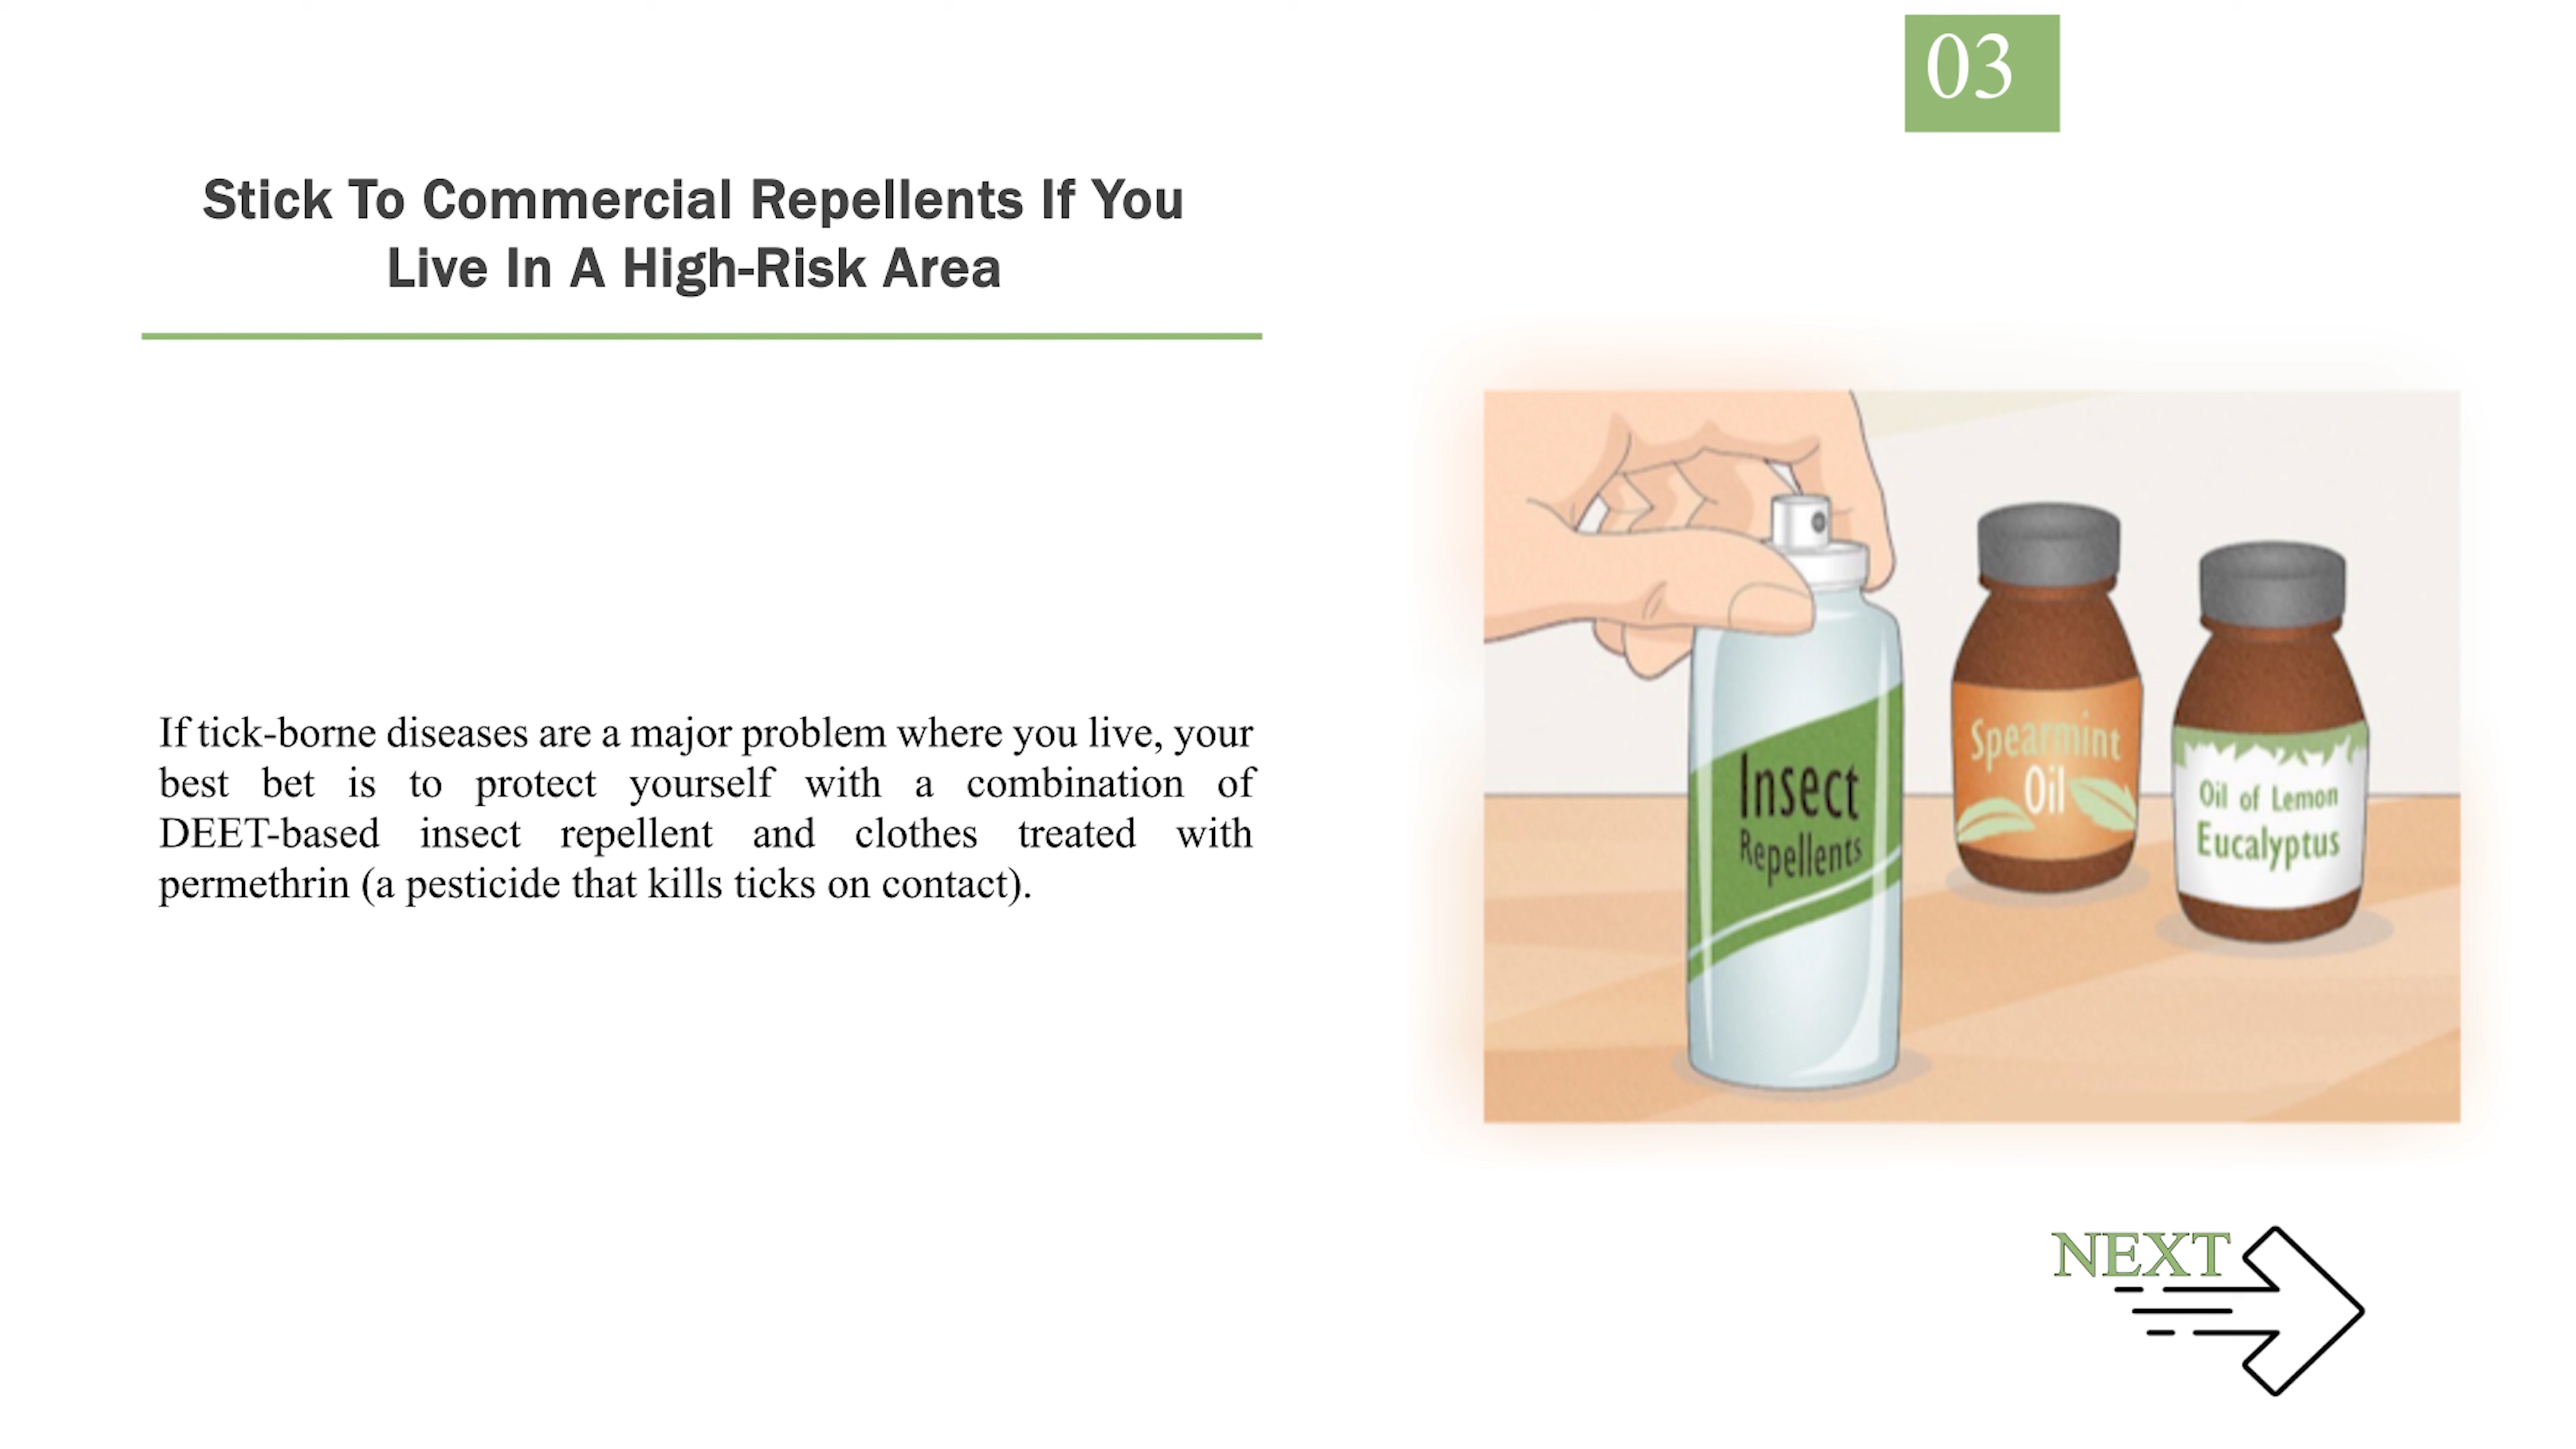 03
Stick To Commercial Repellents If You
Live In A High-Risk Area
If tick-borne diseases are a major problem where you live, your
best bet is to protect yourself with a combination of
DEET-based insect repellent and clothes treated with
permethrin (a pesticide that kills ticks on contact).
Insect
Repellents
Spearmint
Oil
Oil of Lemon
Eucalyptus
NEXT